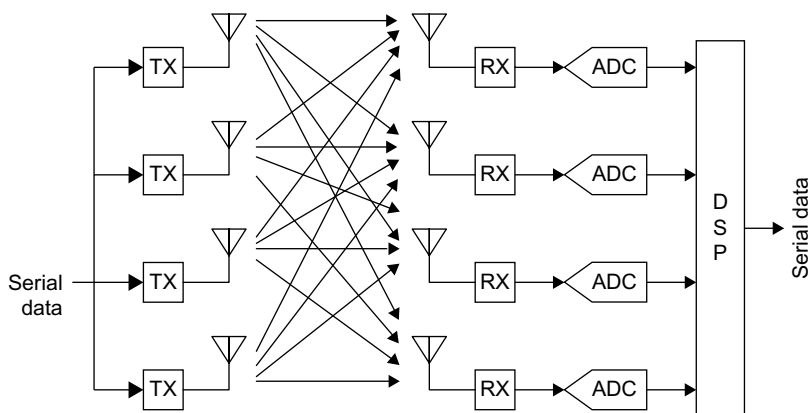 TX
RX
ADC
TX
RX
ADC
D
S
P
Serial data
TX
RX
ADC
Serial
data
TX
RX
ADC